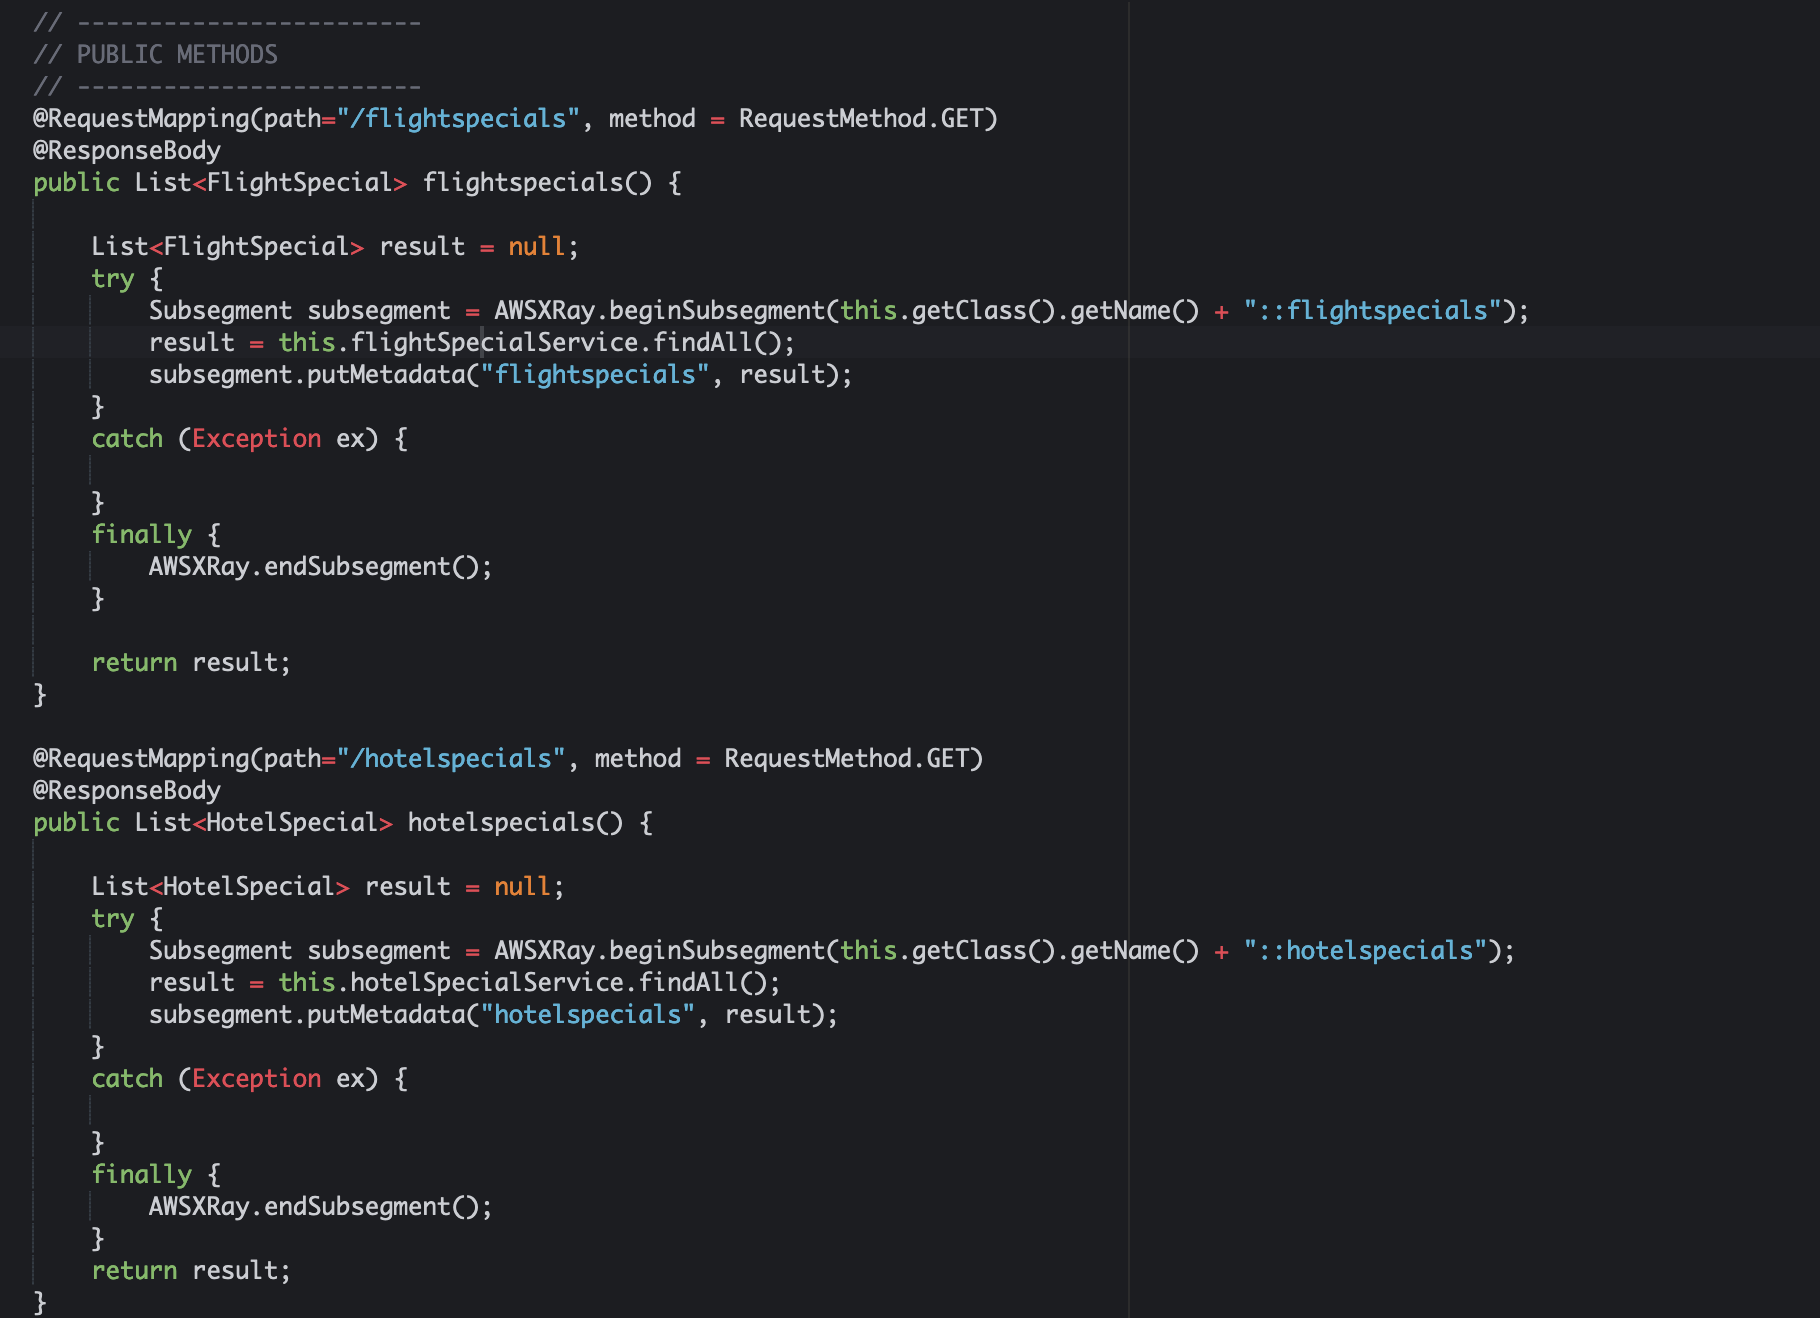 // ------------------------
// PUBLIC METHODS
// ------------------------
@RequestMapping(path="/flightspecials", method = RequestMethod.GET)
@ResponseBody
public List<FlightSpecial> flightspecials() {
List<FlightSpecial> result = null;
try {
Subsegment subsegment = AWSXRay.beginSubsegment(this.getClass().getName() + "::flightspecials");
result = this.flightSpecialService.findAll();
subsegment.putMetadata("flightspecials", result);
}
catch (Exception ex) {
}
finally {
AWSXRay.endSubsegment();
}
return result;
}
@RequestMapping(path="/hotelspecials", method = RequestMethod.GET)
@ResponseBody
public List<HotelSpecial> hotelspecials() {
List<HotelSpecial> result = null;
try {
Subsegment subsegment = AWSXRay.beginSubsegment(this.getClass().getName() + "::hotelspecials");
result = this.hotelSpecialService.findAll();
subsegment.putMetadata("hotelspecials", result);
}
catch (Exception ex) {
}
finally {
AWSXRay.endSubsegment();
}
return result;
}